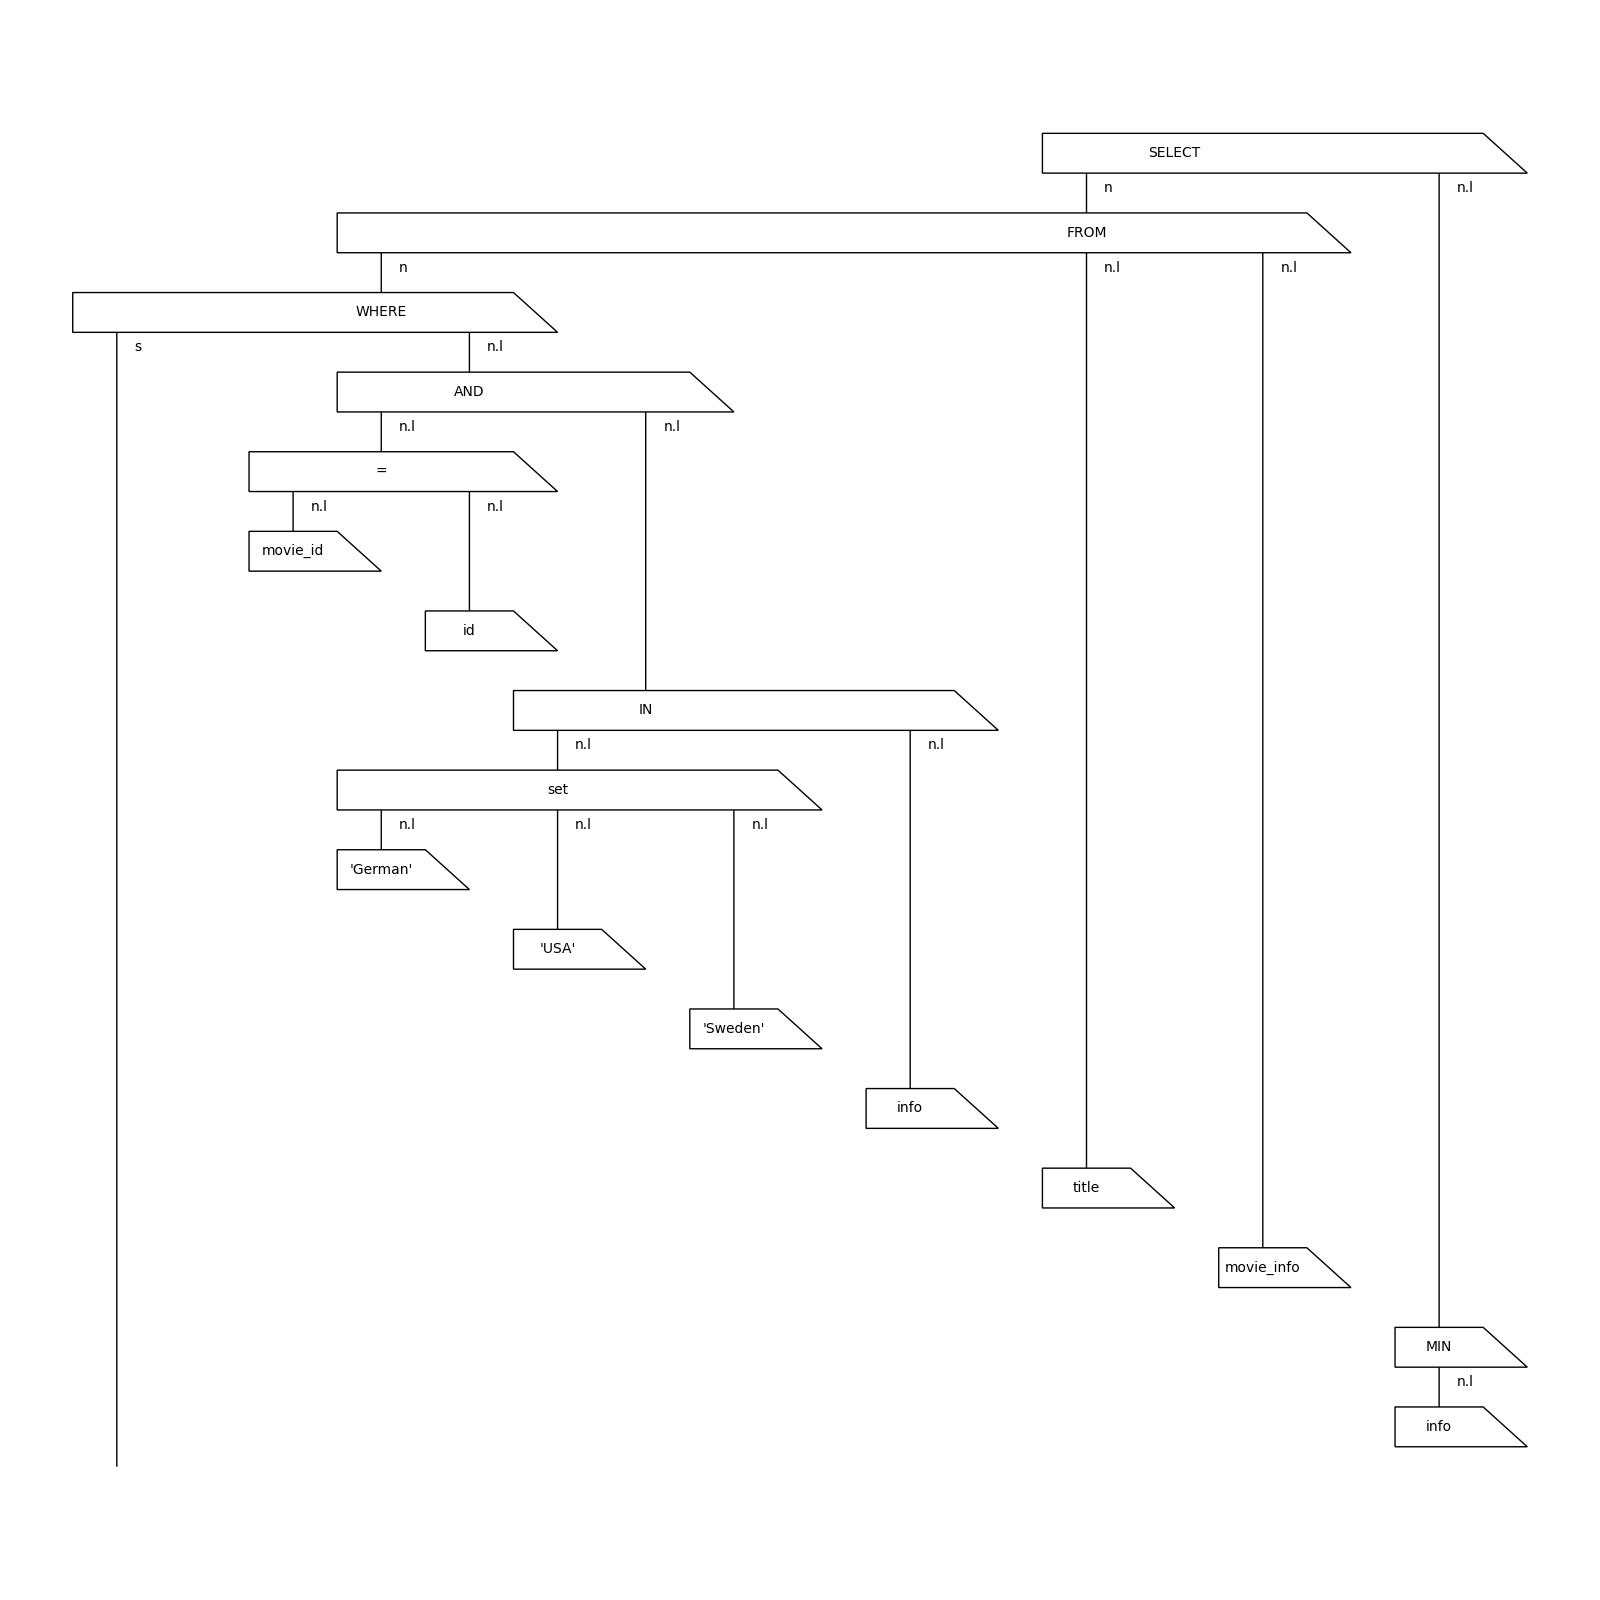 SELECT
n n.l
FROM
n n.l n.l
WHERE
s n.l
AND
n.l n.l
=
n.l n.l
movie_id
id
IN
n.l n.l
set
n.l n.l n.l
'German'
'USA'
'Sweden'
info
title
movie_info
MIN
n.l
info